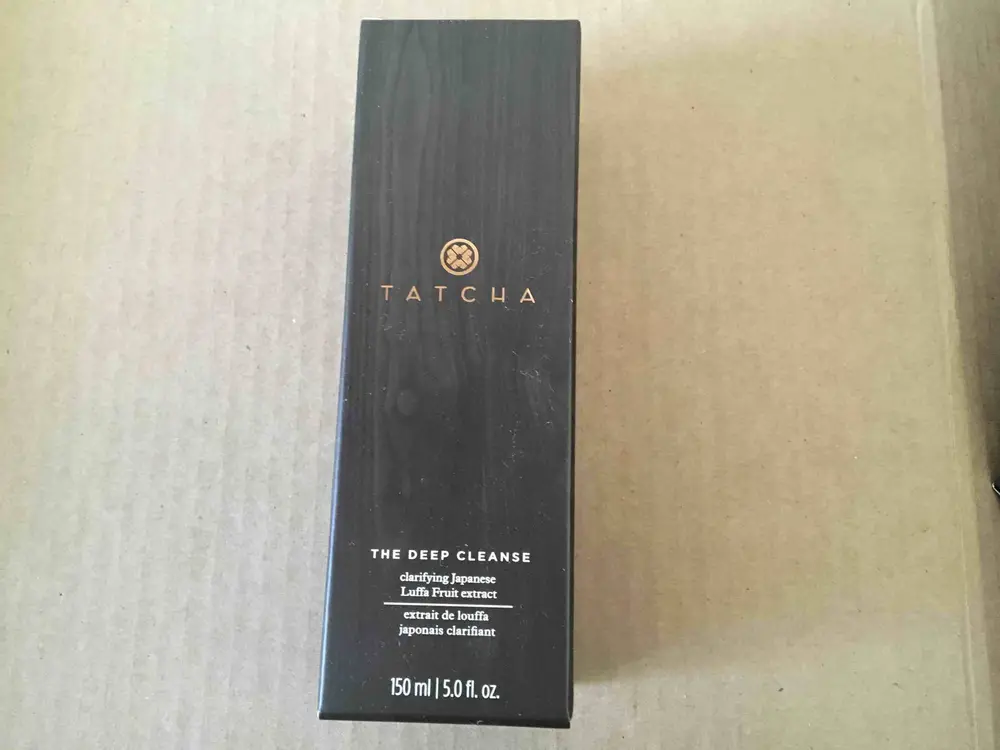 TATCHA
THE DEEP CLEANSE
clarifying Japanese
Luffa Fruit extract
extrait de louffa
japonais clarifiant
150 ml | 5.0 fl. oz.